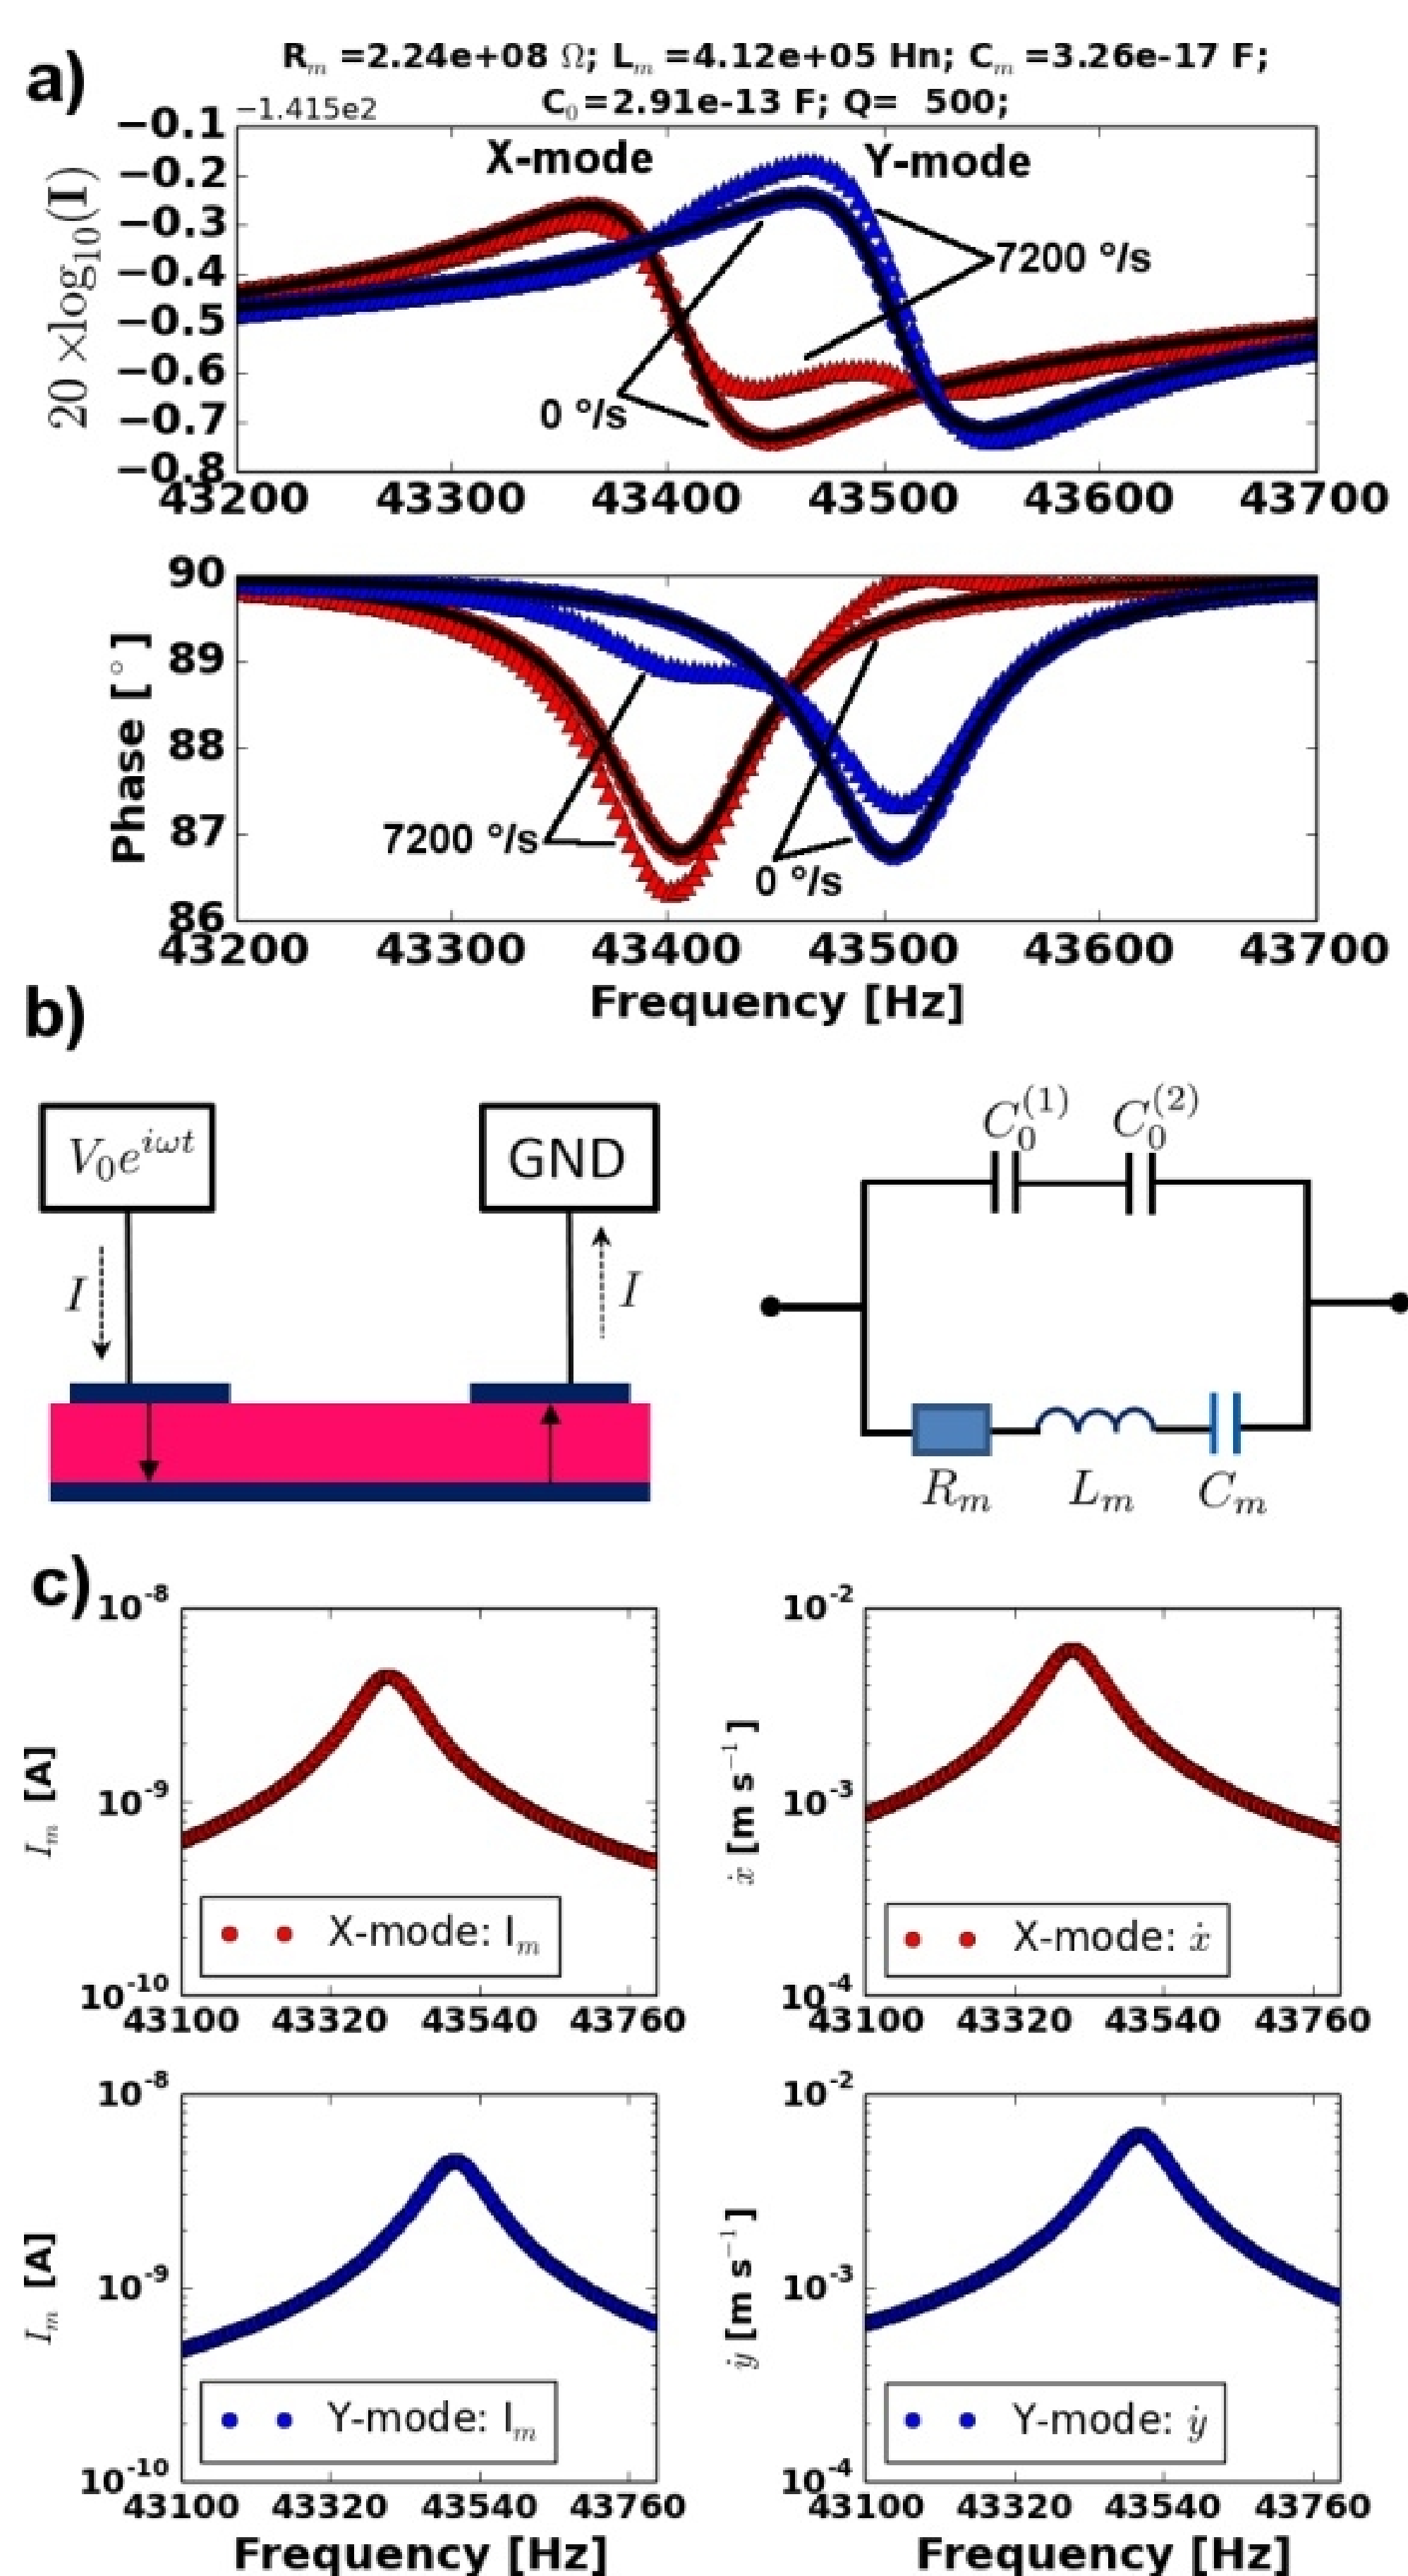 a)
R_m =2.24e+08 Ω; L_m =4.12e+05 Hn; C_m =3.26e-17 F;
C_0=2.91e-13 F; Q= 500;
−1.415e2
20 ×log10(I)
−0.1
−0.2
−0.3
−0.4
−0.5
−0.6
−0.7
−0.8
X-mode
Y-mode
7200 °/s
0 °/s
43200 43300 43400 43500 43600 43700
Phase [°]
90
89
88
87
86
7200 °/s
0 °/s
43200 43300 43400 43500 43600 43700
Frequency [Hz]
b)
V_0e^{iωt}
GND
I
I
C_0^{(1)} C_0^{(2)}
R_m L_m C_m
c)
I_m [A]
10^-8
10^-9
10^-10
X-mode: I_m
43100 43320 43540 43760
ẋ [m s^−1]
10^-2
10^-3
10^-4
X-mode: ẋ
43100 43320 43540 43760
I_m [A]
10^-8
10^-9
10^-10
Y-mode: I_m
43100 43320 43540 43760
Frequency [Hz]
ẏ [m s^−1]
10^-2
10^-3
10^-4
Y-mode: ẏ
43100 43320 43540 43760
Frequency [Hz]